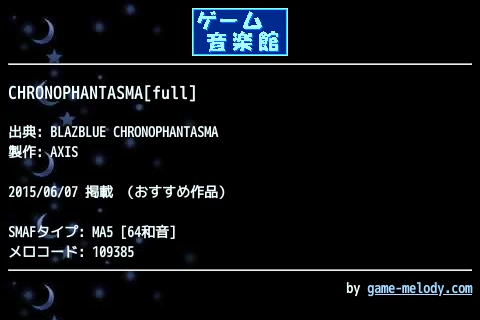 ゲーム
音楽館
CHRONOPHANTASMA[full]
出典: BLAZBLUE CHRONOPHANTASMA
製作: AXIS
2015/06/07 掲載 (おすすめ作品)
SMAFタイプ: MA5 [64和音]
メロコード: 109385
by game-melody.com